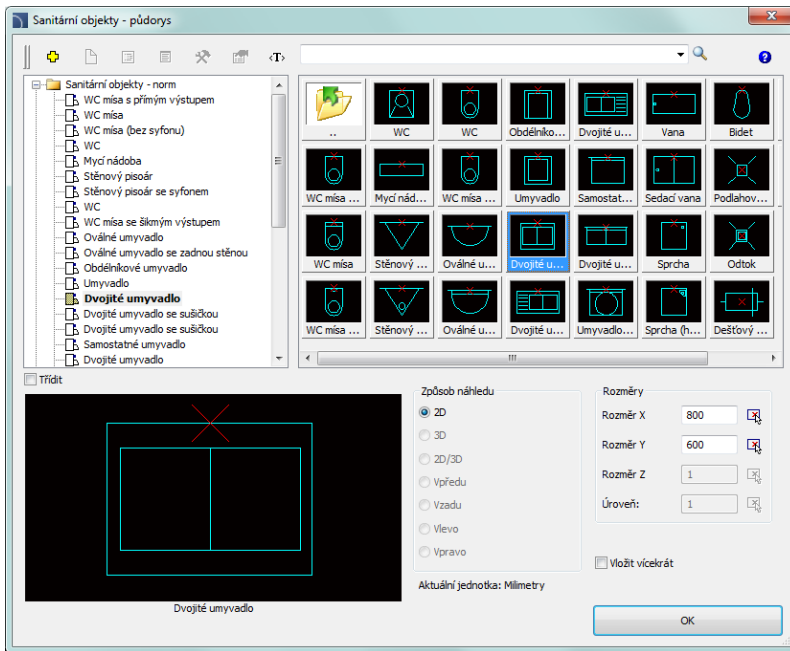 Sanitární objekty - půdorys
‹T›
Sanitární objekty - norm
WC mísa s přímým výstupem
WC mísa
WC mísa (bez syfonu)
WC
Mycí nádoba
Stěnový pisoár
Stěnový pisoár se syfonem
WC
WC mísa se šikmým výstupem
Oválné umyvadlo
Oválné umyvadlo se zadnou stěnou
Obdélníkové umyvadlo
Umyvadlo
Dvojité umyvadlo
Dvojité umyvadlo se sušičkou
Dvojité umyvadlo se sušičkou
Samostatné umyvadlo
Dvojité umyvadlo
.. WC WC Obdélníko... Dvojité u... Vana Bidet
WC mísa ... Mycí nád... WC mísa ... Umyvadlo Samostat... Sedací vana Podlahov...
WC mísa Stěnový ... Oválné u... Dvojité u... Dvojité u... Sprcha Odtok
WC mísa ... Stěnový ... Oválné u... Dvojité u... Umyvadlo... Sprcha (h... Dešťový ...
Třídit
Dvojité umyvadlo
Způsob náhledu
2D
3D
2D/3D
Vpředu
Vzadu
Vlevo
Vpravo
Aktuální jednotka: Milimetry
Rozměry
Rozměr X 800
Rozměr Y 600
Rozměr Z 1
Úroveň: 1
Vložit vícekrát
OK